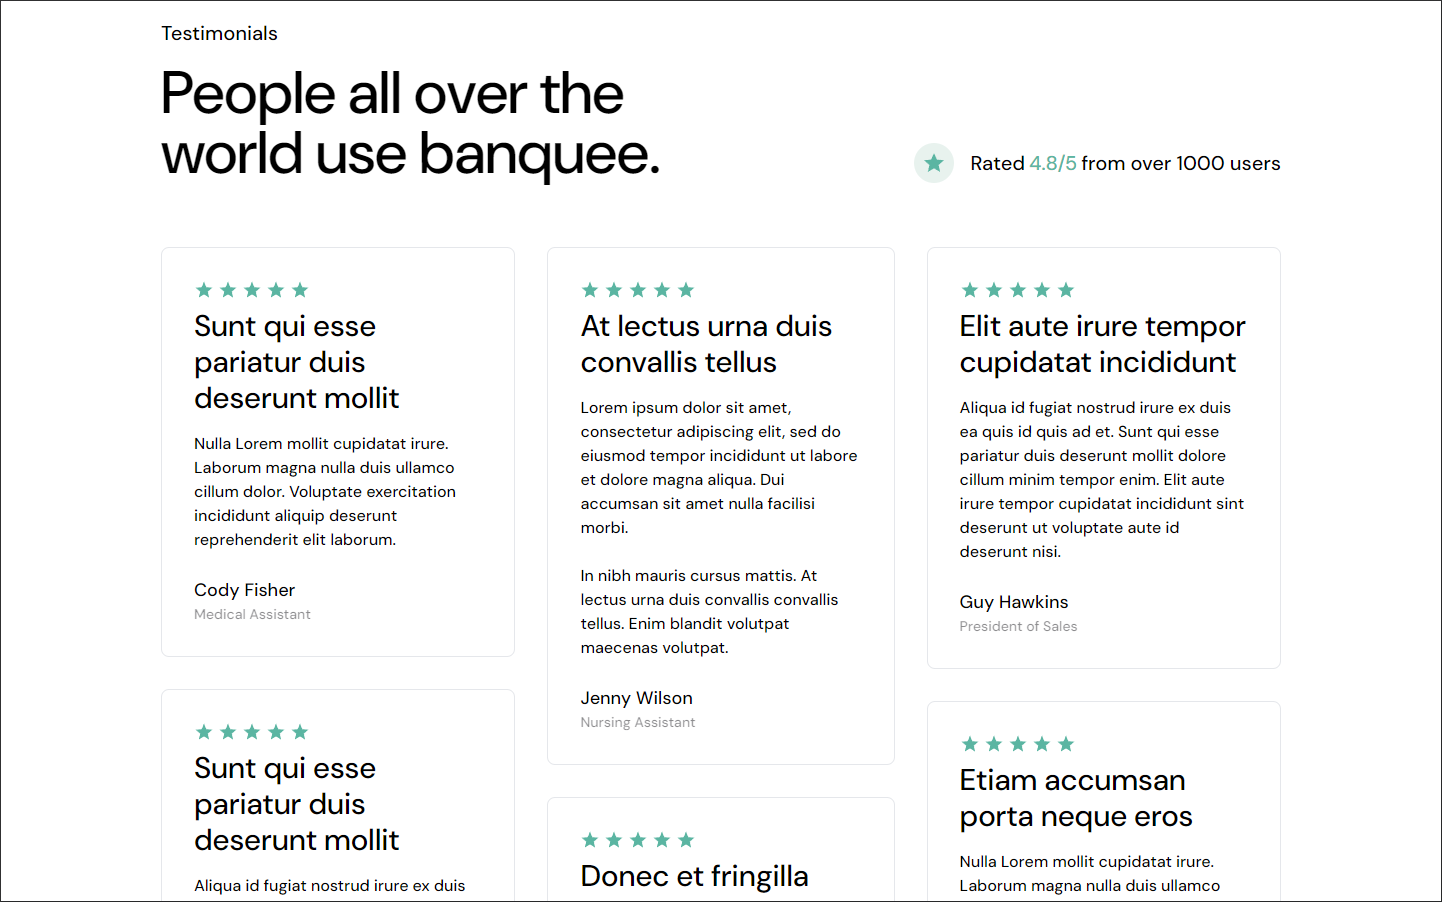 Testimonials
People all over the
world use banquee.
Rated 4.8/5 from over 1000 users
Sunt qui esse
pariatur duis
deserunt mollit
Nulla Lorem mollit cupidatat irure.
Laborum magna nulla duis ullamco
cillum dolor. Voluptate exercitation
incididunt aliquip deserunt
reprehenderit elit laborum.
Cody Fisher
Medical Assistant
Sunt qui esse
pariatur duis
deserunt mollit
Aliqua id fugiat nostrud irure ex duis
At lectus urna duis
convallis tellus
Lorem ipsum dolor sit amet,
consectetur adipiscing elit, sed do
eiusmod tempor incididunt ut labore
et dolore magna aliqua. Dui
accumsan sit amet nulla facilisi
morbi.
In nibh mauris cursus mattis. At
lectus urna duis convallis convallis
tellus. Enim blandit volutpat
maecenas volutpat.
Jenny Wilson
Nursing Assistant
Donec et fringilla
Elit aute irure tempor
cupidatat incididunt
Aliqua id fugiat nostrud irure ex duis
ea quis id quis ad et. Sunt qui esse
pariatur duis deserunt mollit dolore
cillum minim tempor enim. Elit aute
irure tempor cupidatat incididunt sint
deserunt ut voluptate aute id
deserunt nisi.
Guy Hawkins
President of Sales
Etiam accumsan
porta neque eros
Nulla Lorem mollit cupidatat irure.
Laborum magna nulla duis ullamco